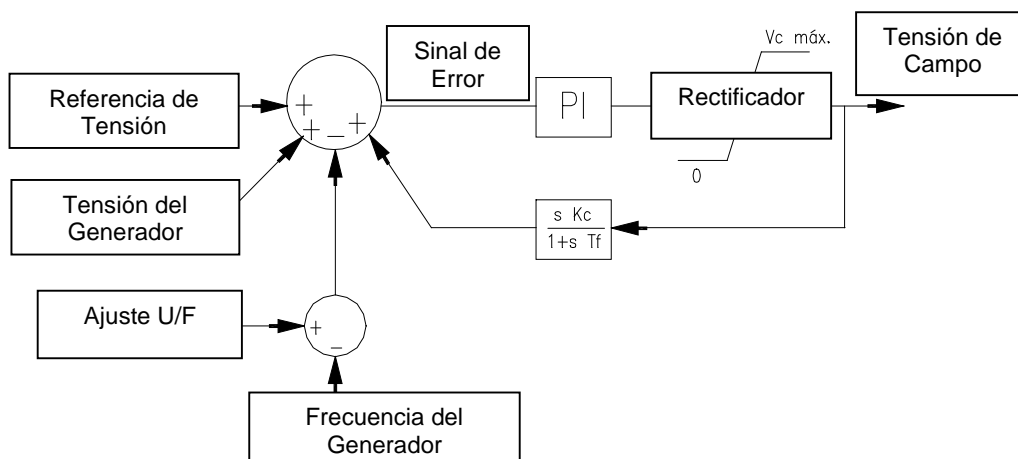 Referencia de
Tensión
Tensión del
Generador
Ajuste U/F
Frecuencia del
Generador
+
+
−
+
+
−
Sinal de
Error
PI
Rectificador
Vc máx.
0
Tensión de
Campo
s Kc
1+s Tf